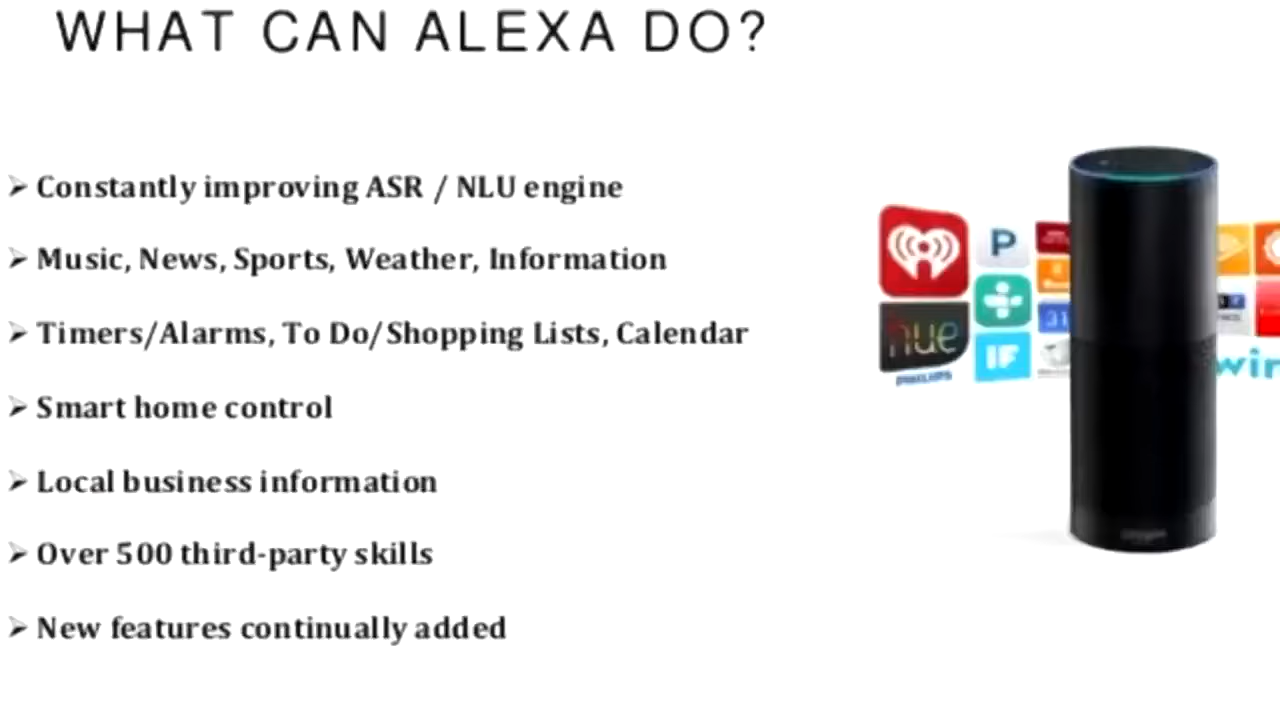 WHAT CAN ALEXA DO?
➢ Constantly improving ASR / NLU engine
➢ Music, News, Sports, Weather, Information
➢ Timers/Alarms, To Do/Shopping Lists, Calendar
➢ Smart home control
➢ Local business information
➢ Over 500 third-party skills
➢ New features continually added
P
hue
31
PHILIPS
IF
win